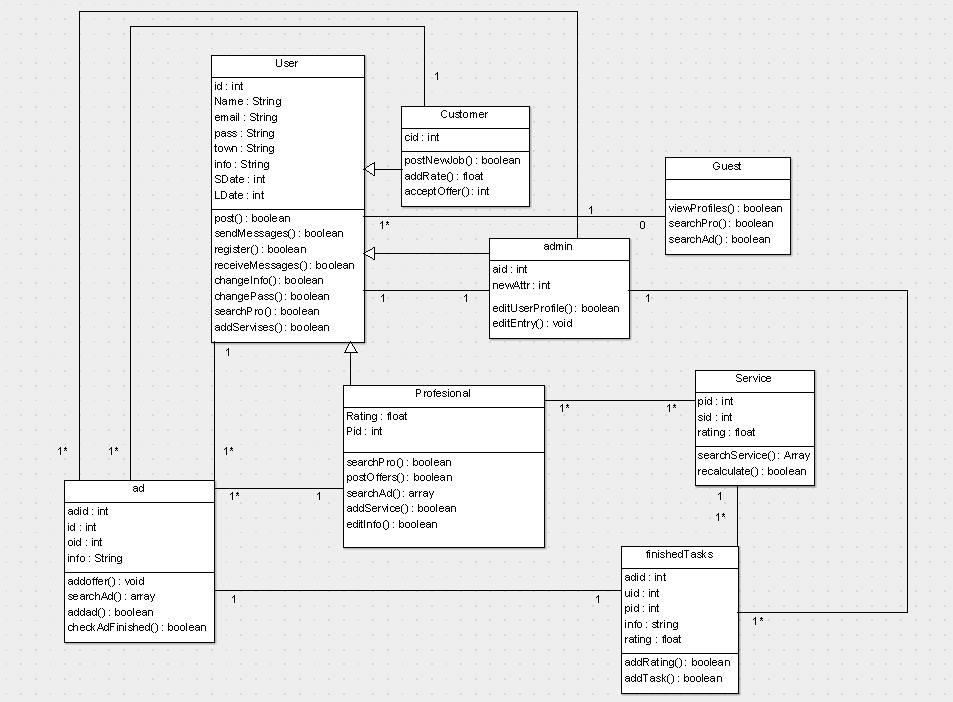 User
id : int
Name : String
email : String
pass : String
town : String
info : String
SDate : int
LDate : int
post() : boolean
sendMessages() : boolean
register() : boolean
receiveMessages() : boolean
changeInfo() : boolean
changePass() : boolean
searchPro() : boolean
addServises() : boolean
1
Customer
cid : int
postNewJob() : boolean
addRate() : float
acceptOffer() : int
Guest
viewProfiles() : boolean
searchPro() : boolean
searchAd() : boolean
1*
1
0
admin
aid : int
newAttr : int
editUserProfile() : boolean
editEntry() : void
1
1
1
1
Profesional
Rating : float
Pid : int
searchPro() : boolean
postOffers() : boolean
searchAd() : array
addService() : boolean
editInfo() : boolean
1*
1*
Service
pid : int
sid : int
rating : float
searchService() : Array
recalculate() : boolean
1*
1*
1*
1*
1
1
1*
ad
adid : int
id : int
oid : int
info : String
addoffer() : void
searchAd() : array
addad() : boolean
checkAdFinished() : boolean
1
1
finishedTasks
adid : int
uid : int
pid : int
info : string
rating : float
addRating() : boolean
addTask() : boolean
1*